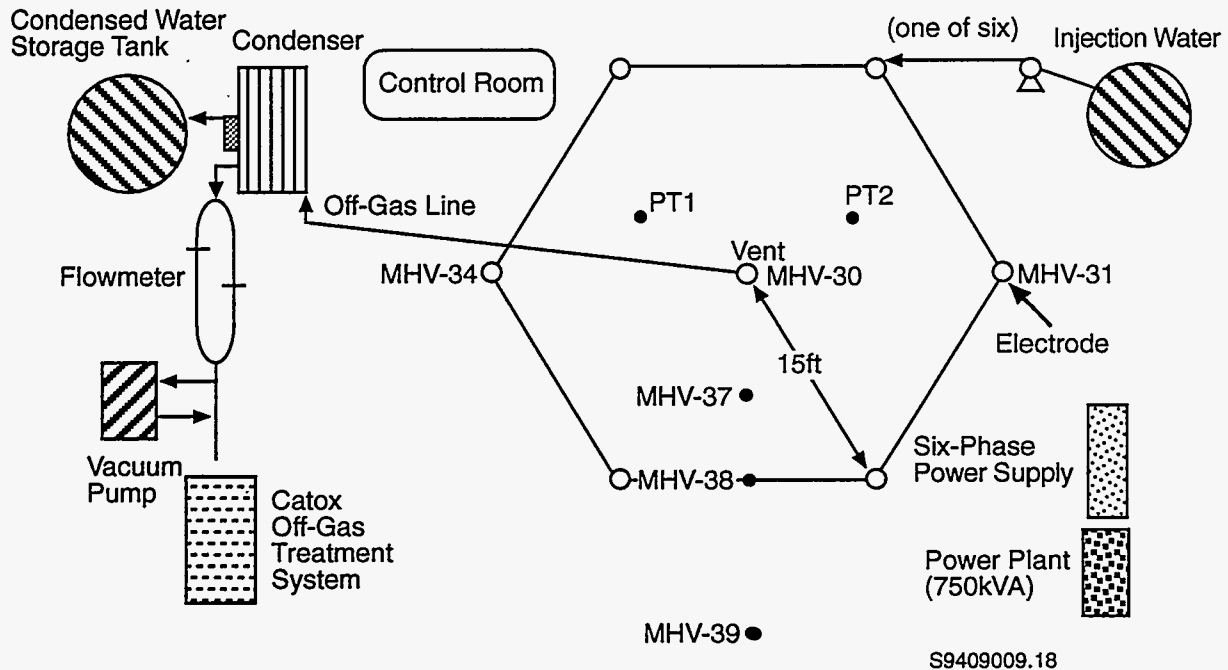 Condensed Water
Storage Tank
Condenser
Control Room
(one of six)
Injection Water
Off-Gas Line
PT1
PT2
Flowmeter
MHV-34
Vent
MHV-30
MHV-31
Electrode
15ft
MHV-37
Vacuum
Pump
MHV-38
Six-Phase
Power Supply
Catox
Off-Gas
Treatment
System
Power Plant
(750kVA)
MHV-39
S9409009.18